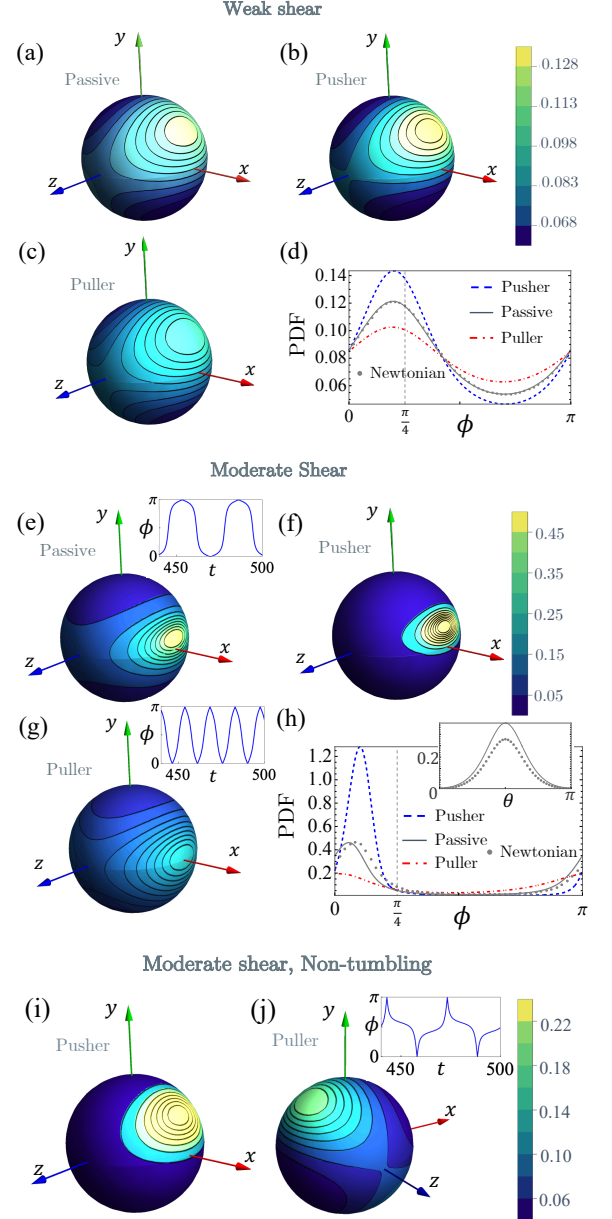 Weak shear
(a)
Passive
y
z
x
(b)
Pusher
y
z
x
0.128
0.113
0.098
0.083
0.068
(c)
Puller
y
z
x
(d)
PDF
0.14
0.12
0.10
0.08
0.06
Pusher
Passive
Puller
Newtonian
0
π/4
ϕ
π
Moderate Shear
(e)
Passive
y
z
x
π
ϕ
0
450
t
500
(f)
Pusher
y
z
x
0.45
0.35
0.25
0.15
0.05
(g)
Puller
y
z
x
π
ϕ
0
450
t
500
(h)
PDF
1.2
1.0
0.8
0.6
0.4
0.2
0.2
0
0
θ
π
Pusher
Passive
Puller
Newtonian
0
π/4
ϕ
π
Moderate shear, Non-tumbling
(i)
Pusher
y
z
x
(j)
Puller
y
x
z
π
ϕ
0
450
t
500
0.22
0.18
0.14
0.10
0.06